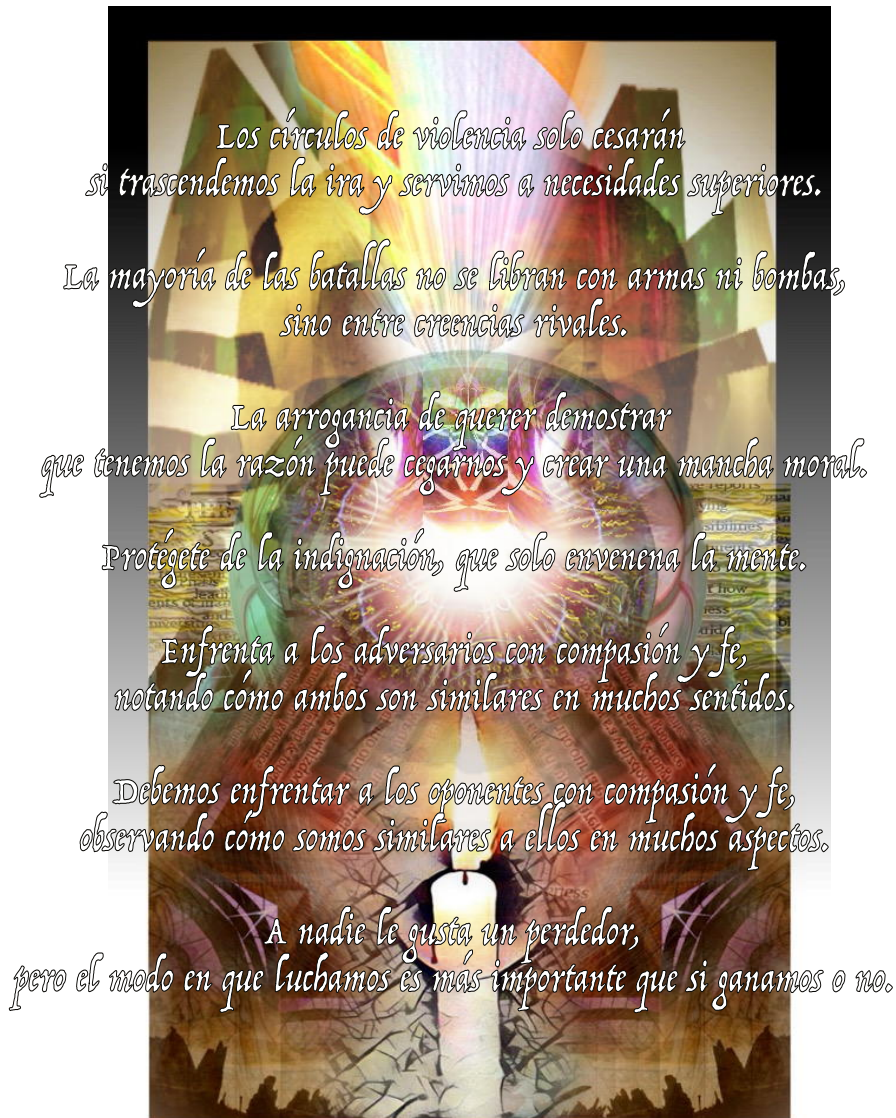 Los círculos de violencia solo cesarán
si trascendemos la ira y servimos a necesidades superiores.
La mayoría de las batallas no se libran con armas ni bombas,
sino entre creencias rivales.
La arrogancia de querer demostrar
que tenemos la razón puede cegarnos y crear una mancha moral.
Protégete de la indignación, que solo envenena la mente.
Enfrenta a los adversarios con compasión y fe,
notando cómo ambos son similares en muchos sentidos.
Debemos enfrentar a los oponentes con compasión y fe,
observando cómo somos similares a ellos en muchos aspectos.
A nadie le gusta un perdedor,
pero el modo en que luchamos es más importante que si ganamos o no.